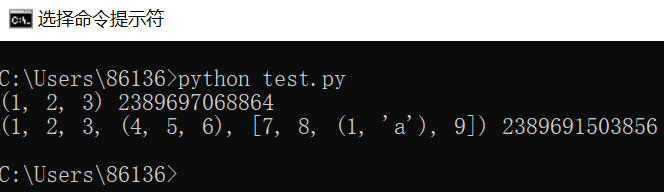 选择命令提示符
C:\Users\86136>python test.py
(1, 2, 3) 2389697068864
(1, 2, 3, (4, 5, 6), [7, 8, (1, 'a'), 9]) 2389691503856
C:\Users\86136>